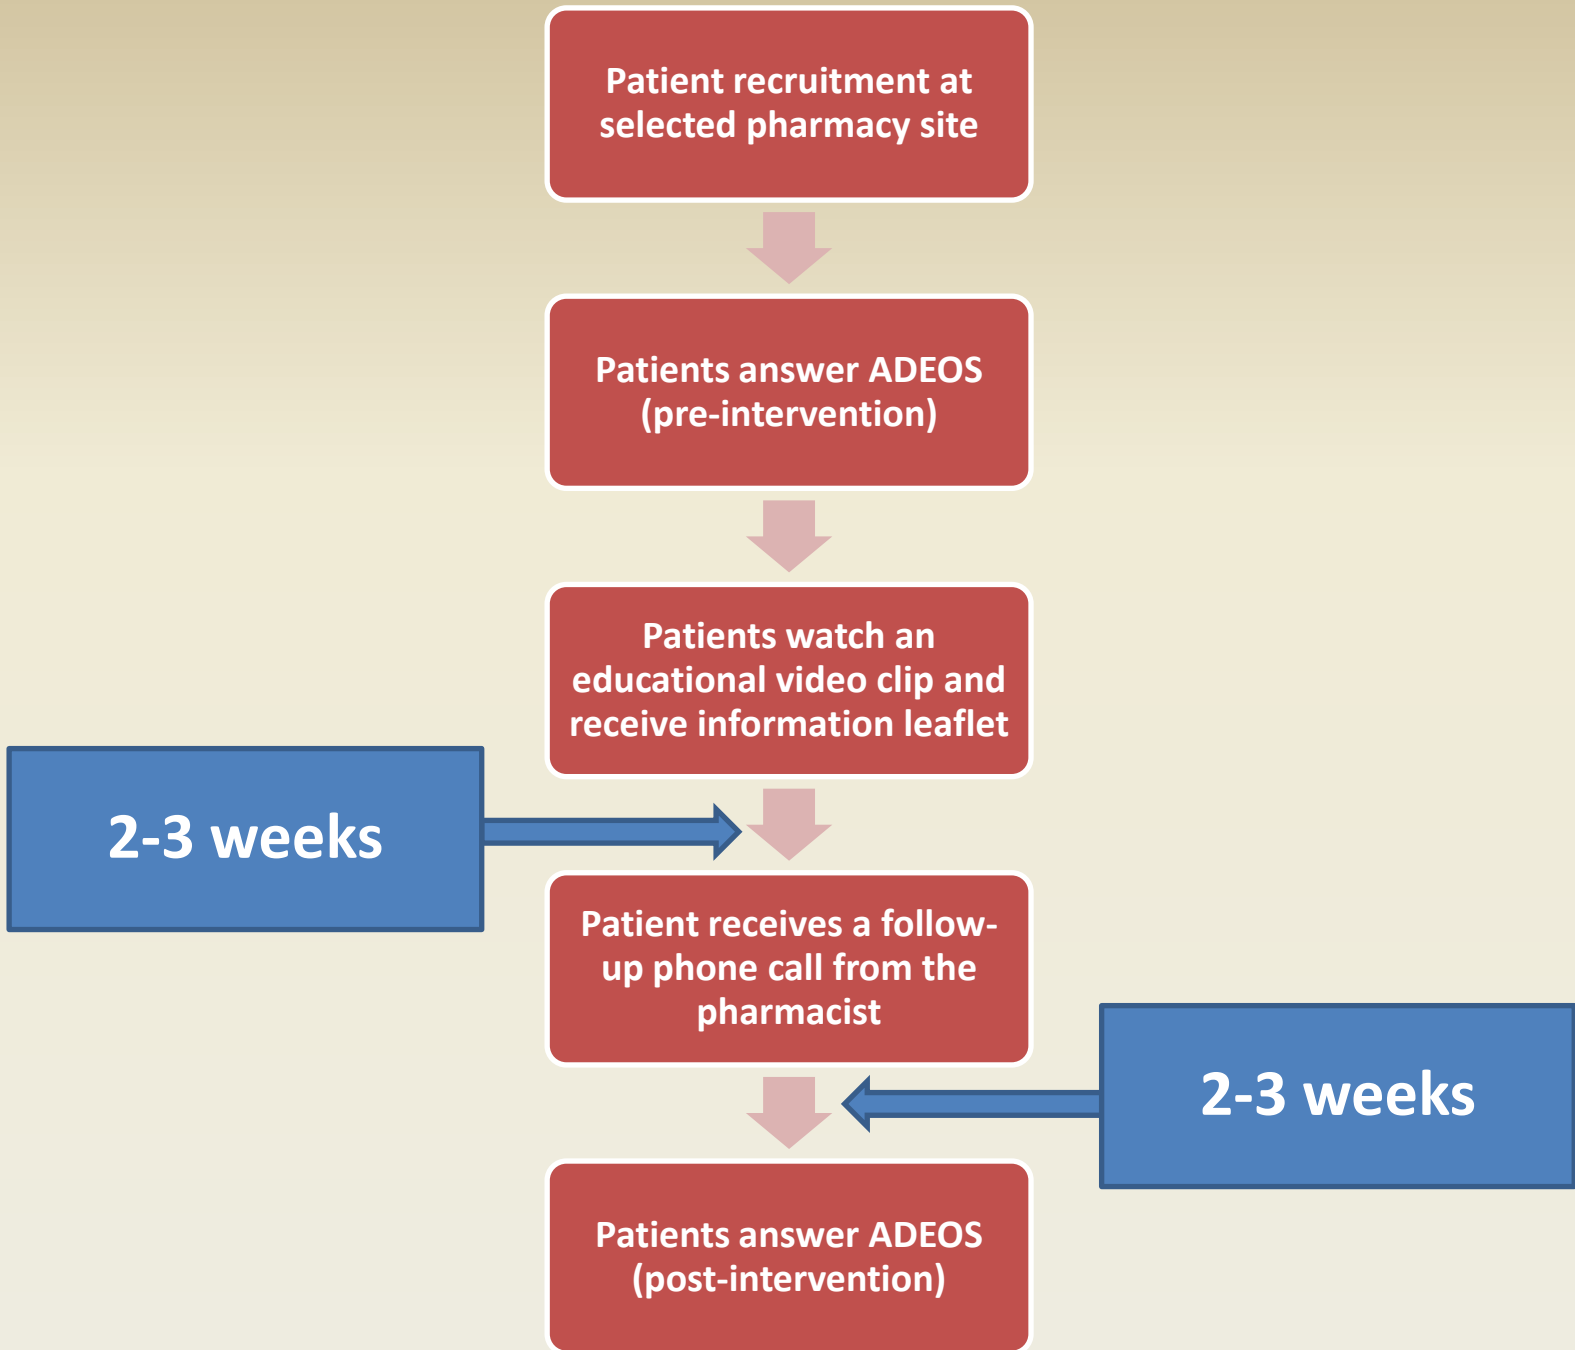 Patient recruitment at
selected pharmacy site
Patients answer ADEOS
(pre-intervention)
Patients watch an
educational video clip and
receive information leaflet
2-3 weeks
Patient receives a follow-
up phone call from the
pharmacist
2-3 weeks
Patients answer ADEOS
(post-intervention)